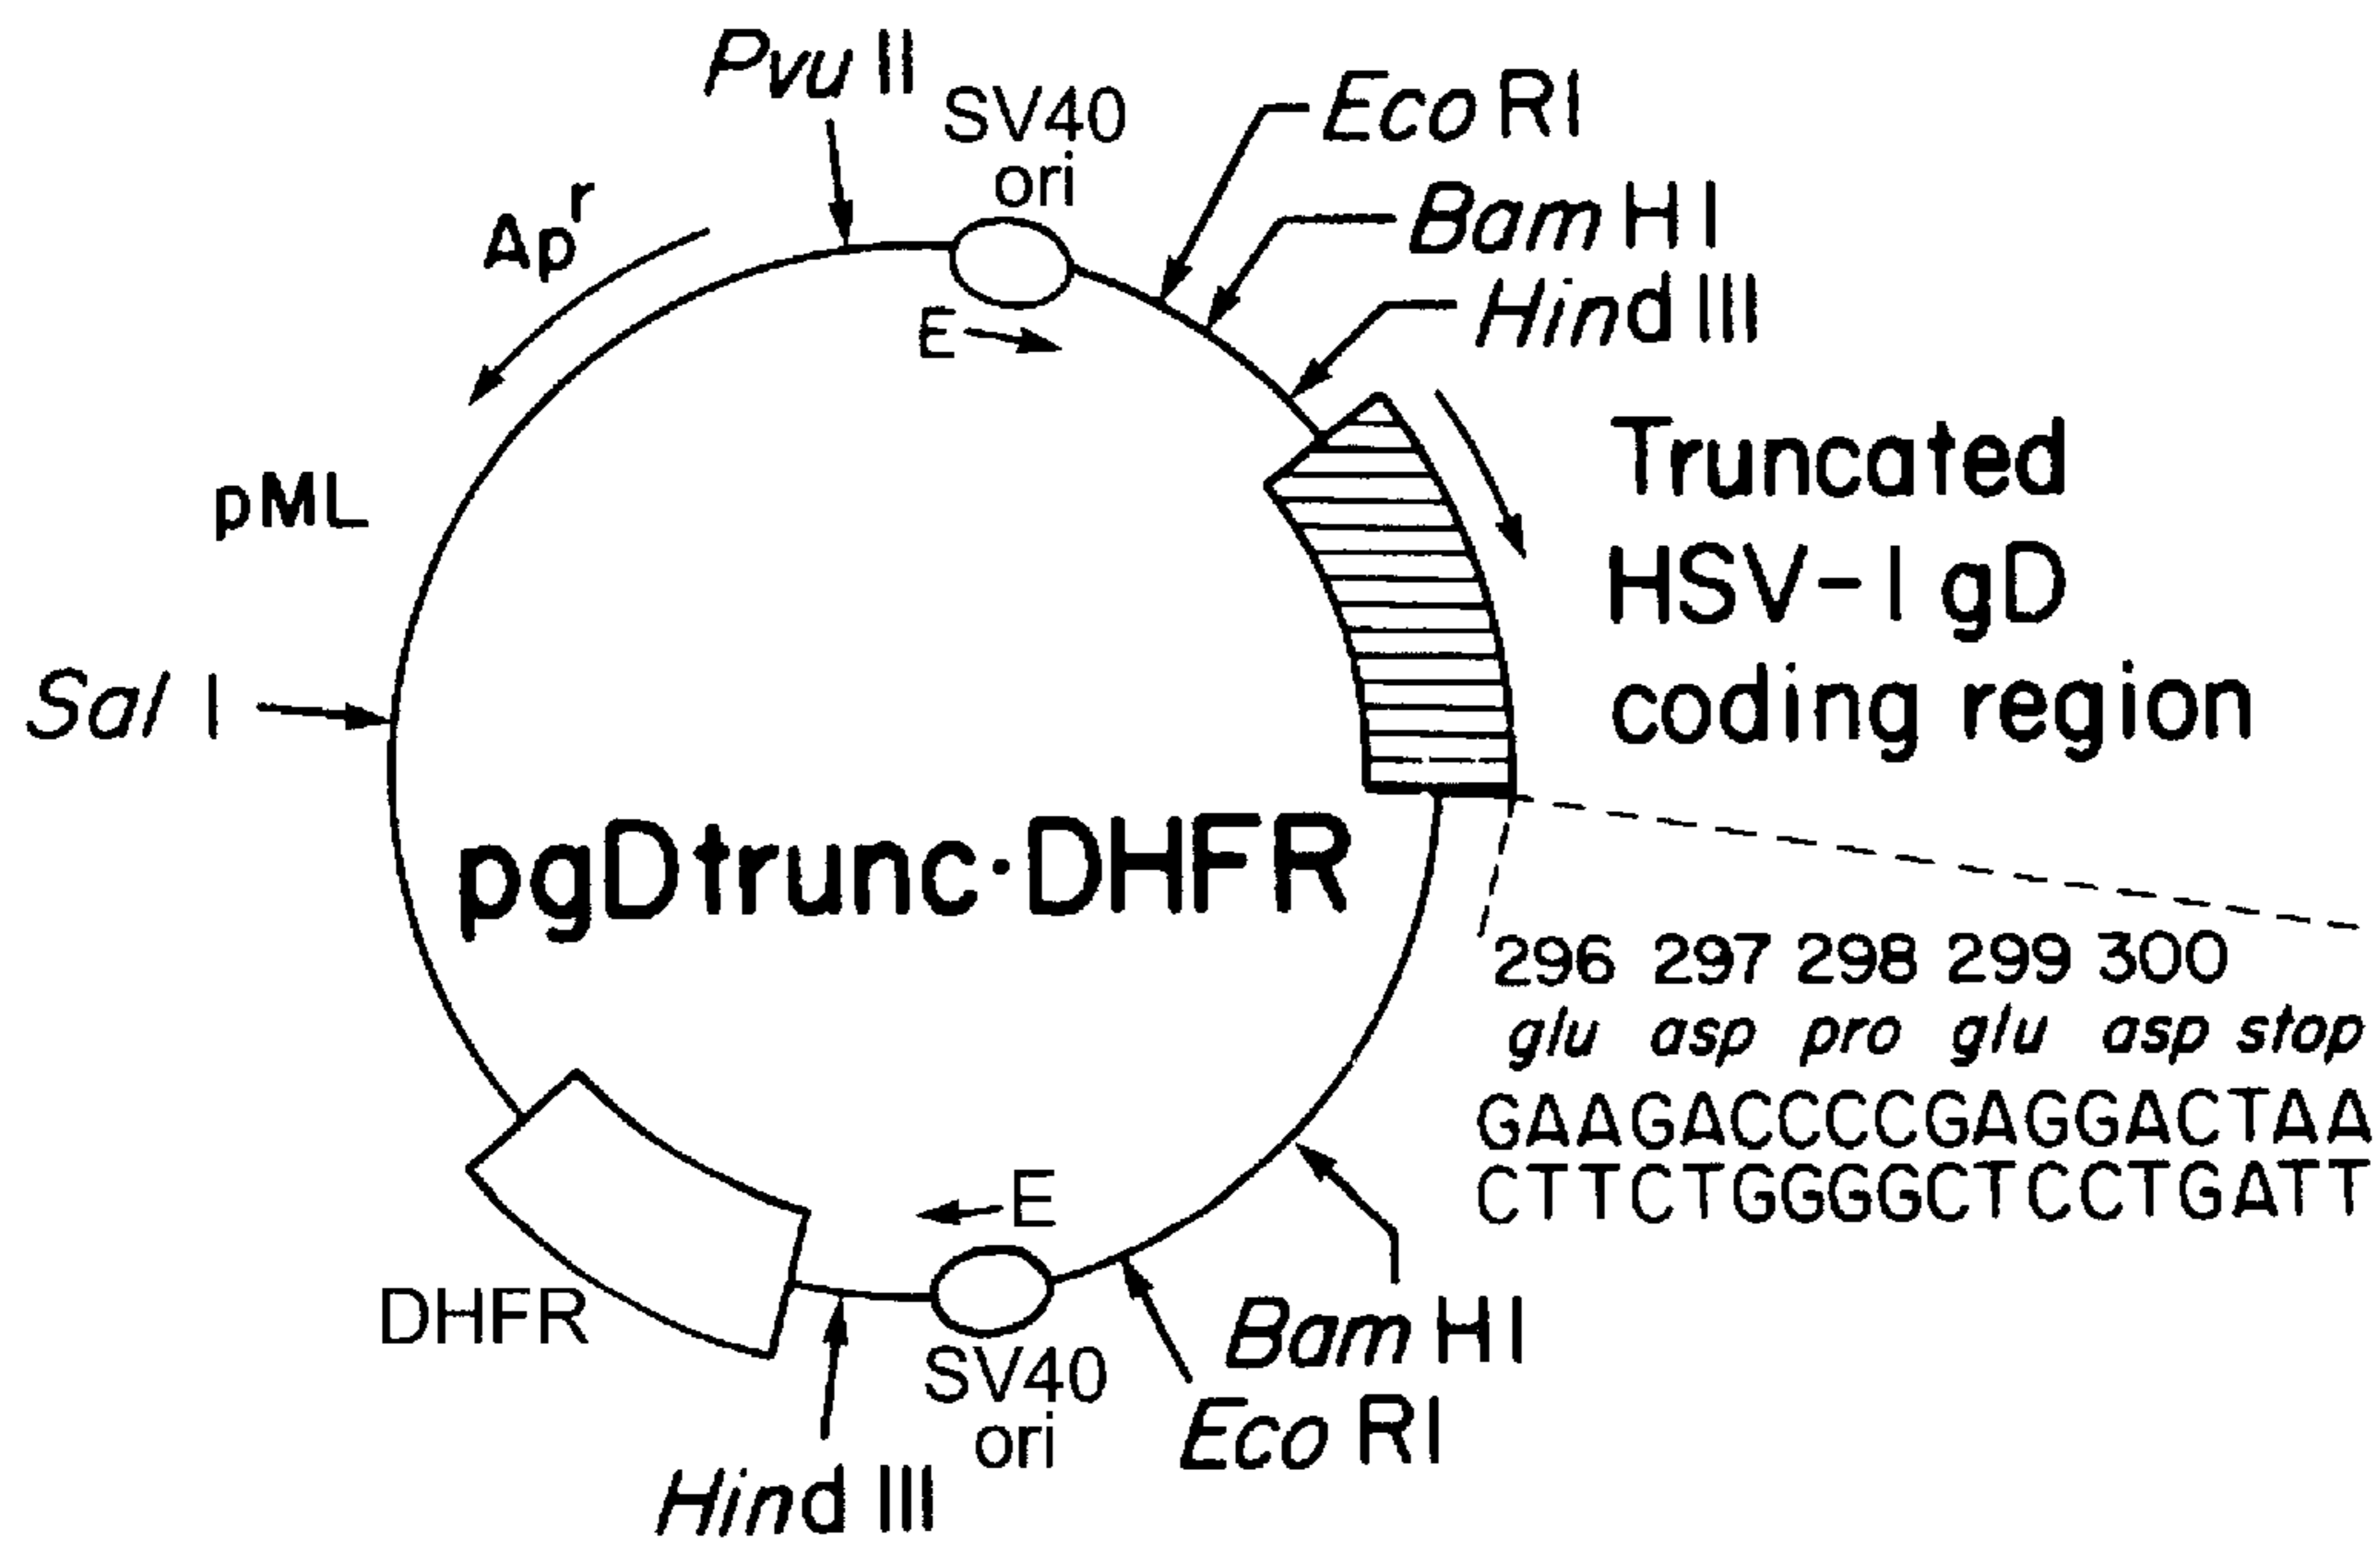 Pvu II
SV40
ori
Eco RI
Bam HI
Hind III
Ap^r
E
pML
Truncated
HSV-I gD
coding region
Sal I
pgDtrunc·DHFR
296 297 298 299 300
glu asp pro glu asp stop
GAAGACCCCGAGGACTAA
CTTCTGGGGCTCCTGATT
E
DHFR
SV40
ori
Bam HI
Eco RI
Hind III